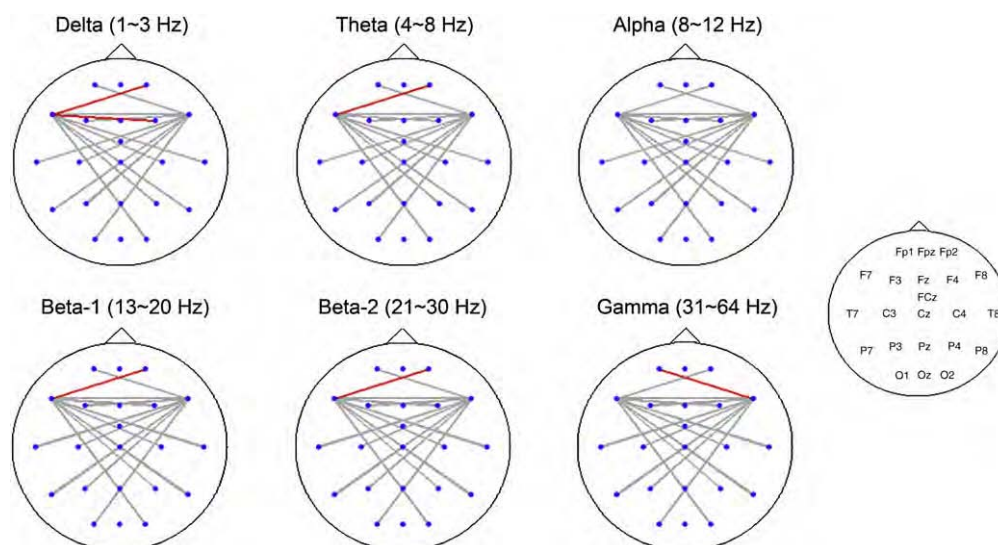 Delta (1~3 Hz)
Theta (4~8 Hz)
Alpha (8~12 Hz)
Fp1 Fpz Fp2
F7 F3 Fz F4 F8
FCz
T7 C3 Cz C4 T8
P7 P3 Pz P4 P8
O1 Oz O2
Beta-1 (13~20 Hz)
Beta-2 (21~30 Hz)
Gamma (31~64 Hz)